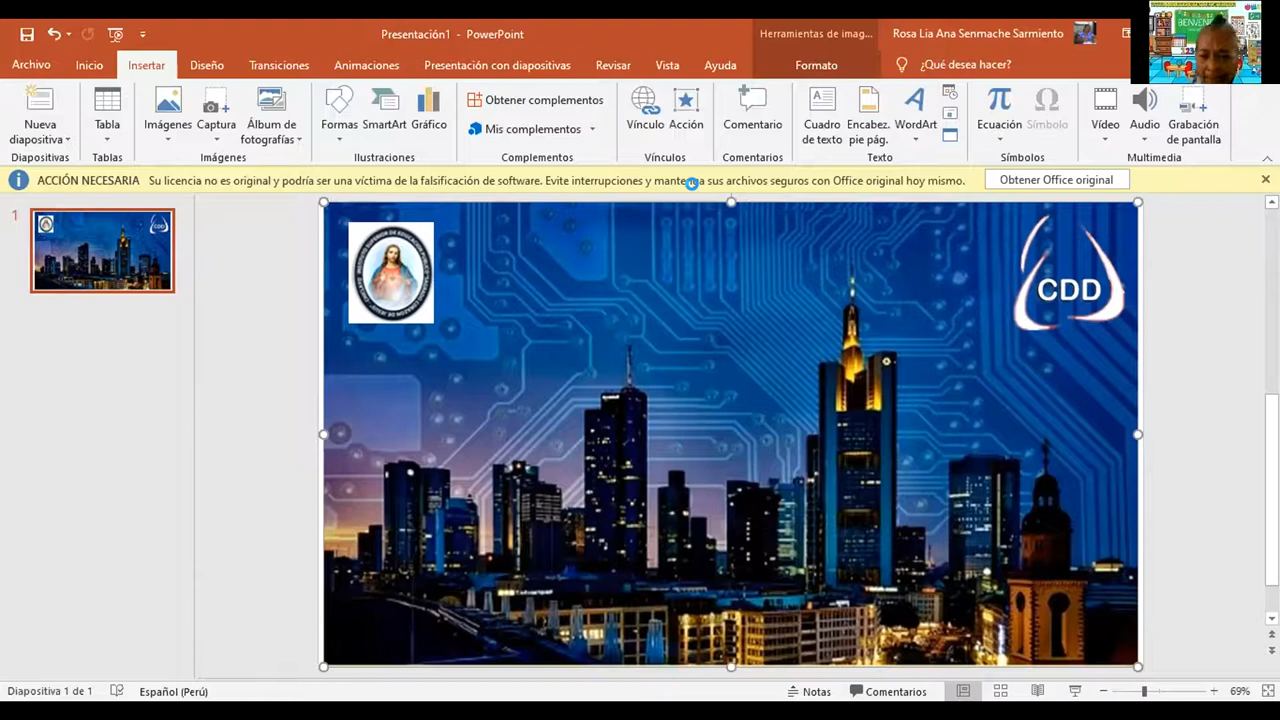 Presentación1 - PowerPoint
Herramientas de imag...
Rosa Lia Ana Senmache Sarmiento
Archivo
Inicio
Insertar
Diseño
Transiciones
Animaciones
Presentación con diapositivas
Revisar
Vista
Ayuda
Formato
¿Qué desea hacer?
Nueva
diapositiva
Tabla
Imágenes
Captura
Álbum de
fotografías
Formas
SmartArt
Gráfico
Obtener complementos
Mis complementos
Vínculo
Acción
Comentario
Cuadro
de texto
Encabez.
pie pág.
WordArt
Ecuación
Símbolo
Vídeo
Audio
Grabación
de pantalla
Diapositivas
Tablas
Imágenes
Ilustraciones
Complementos
Vínculos
Comentarios
Texto
Símbolos
Multimedia
ACCIÓN NECESARIA Su licencia no es original y podría ser una víctima de la falsificación de software. Evite interrupciones y mantenga sus archivos seguros con Office original hoy mismo.
Obtener Office original
1
CDD
CDD
Diapositiva 1 de 1
Español (Perú)
Notas
Comentarios
69%